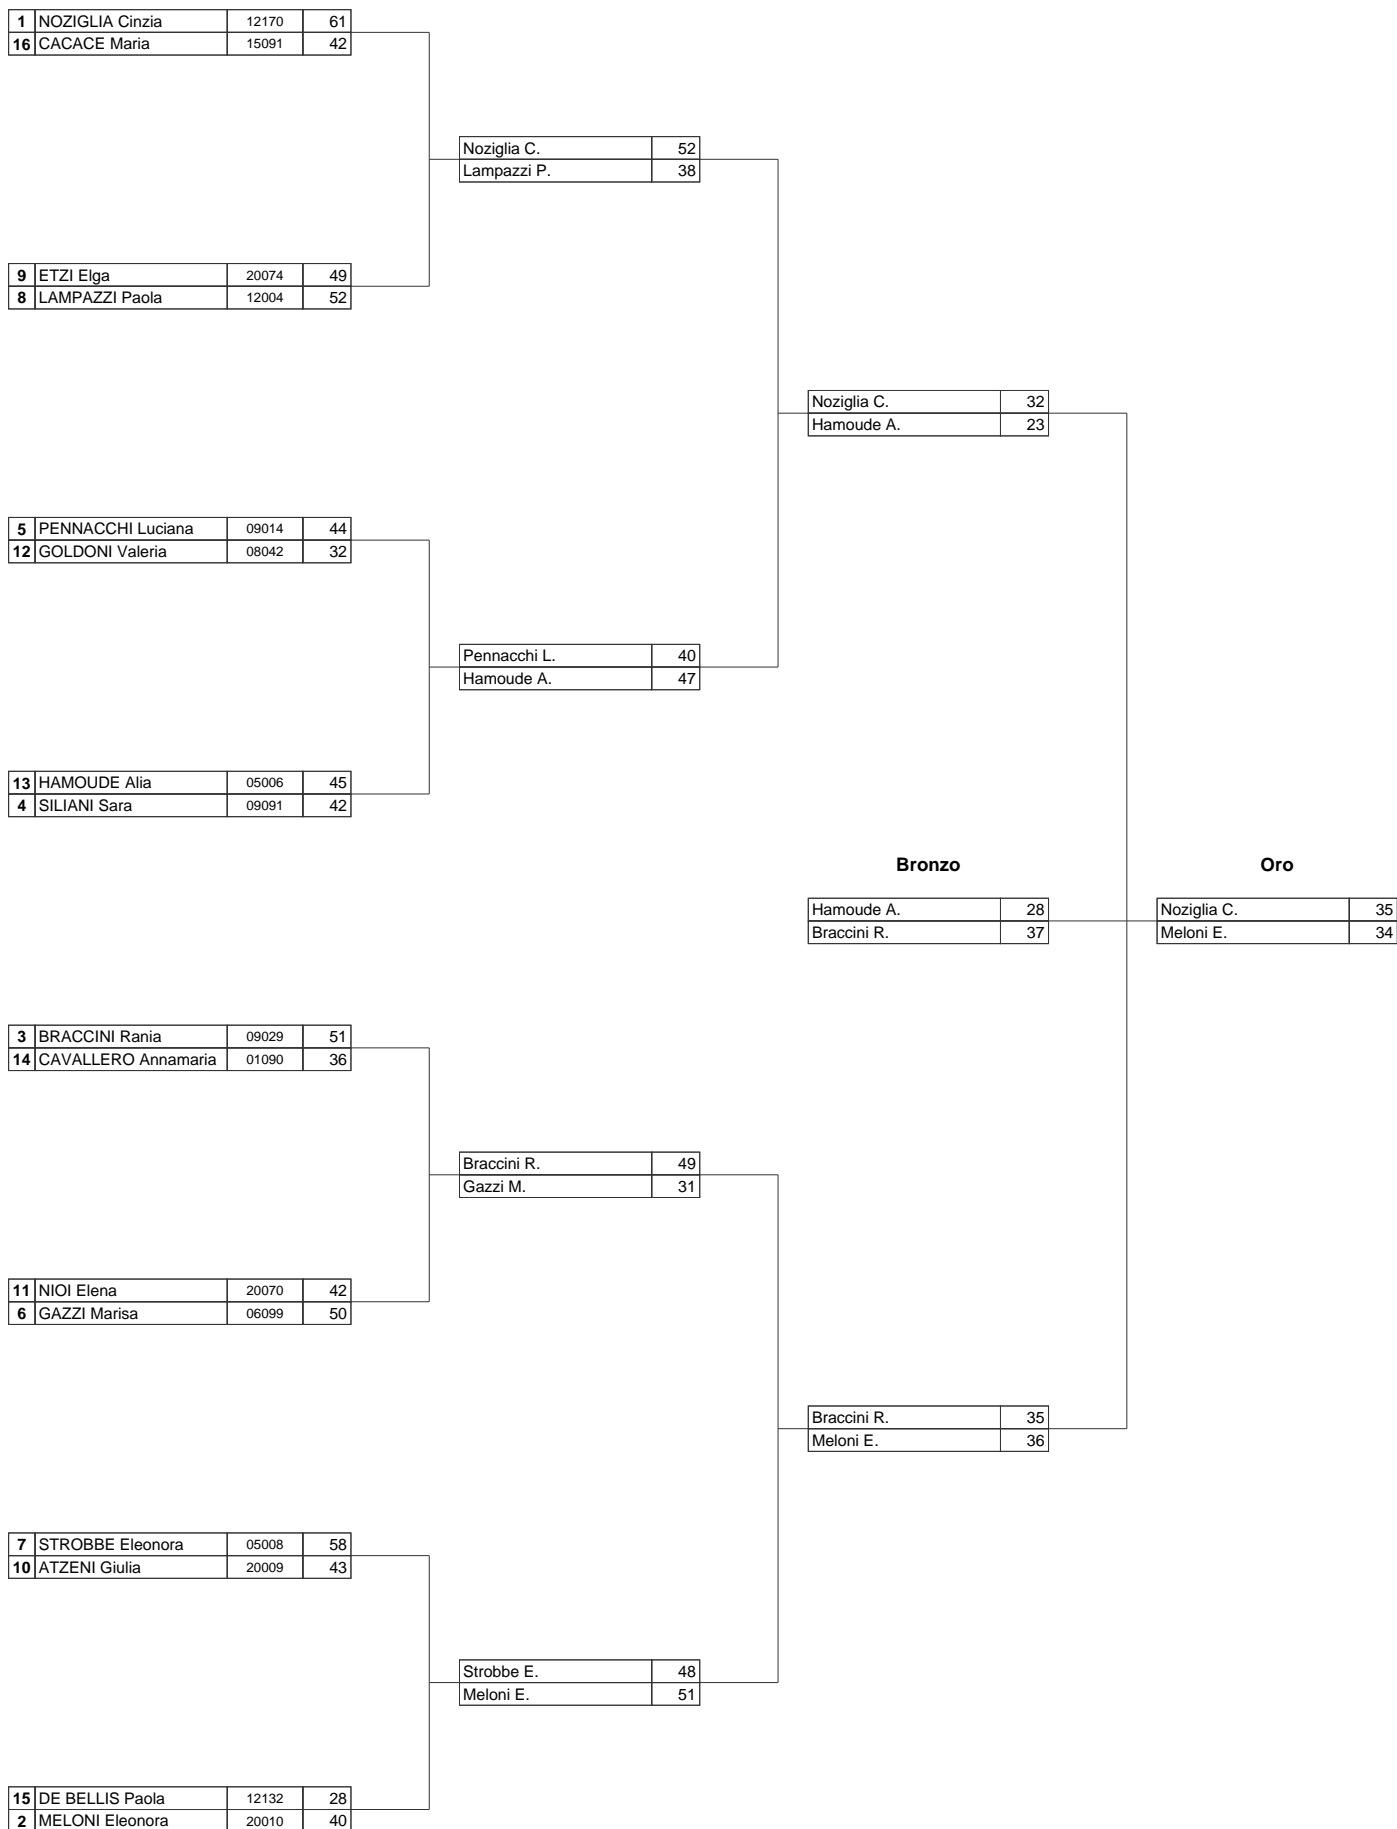 1 NOZIGLIA Cinzia 12170 61
16 CACACE Maria 15091 42
Noziglia C. 52
Lampazzi P. 38
9 ETZI Elga 20074 49
8 LAMPAZZI Paola 12004 52
Noziglia C. 32
Hamoude A. 23
5 PENNACCHI Luciana 09014 44
12 GOLDONI Valeria 08042 32
Pennacchi L. 40
Hamoude A. 47
13 HAMOUDE Alia 05006 45
4 SILIANI Sara 09091 42
Bronzo Oro
Hamoude A. 28 Noziglia C. 35
Braccini R. 37 Meloni E. 34
3 BRACCINI Rania 09029 51
14 CAVALLERO Annamaria 01090 36
Braccini R. 49
Gazzi M. 31
11 NIOI Elena 20070 42
6 GAZZI Marisa 06099 50
Braccini R. 35
Meloni E. 36
7 STROBBE Eleonora 05008 58
10 ATZENI Giulia 20009 43
Strobbe E. 48
Meloni E. 51
15 DE BELLIS Paola 12132 28
2 MELONI Eleonora 20010 40